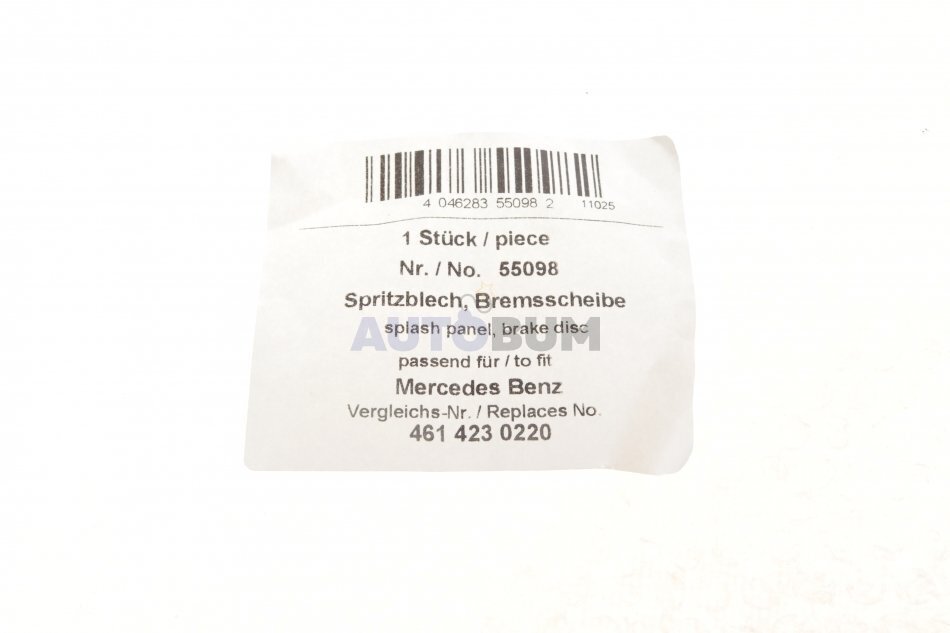 4 046283 55098 2 11025
1 Stück / piece
Nr. / No. 55098
Spritzblech, Bremsscheibe
splash panel, brake disc
AUTOBUM
passend für / to fit
Mercedes Benz
Vergleichs-Nr. / Replaces No.
461 423 0220